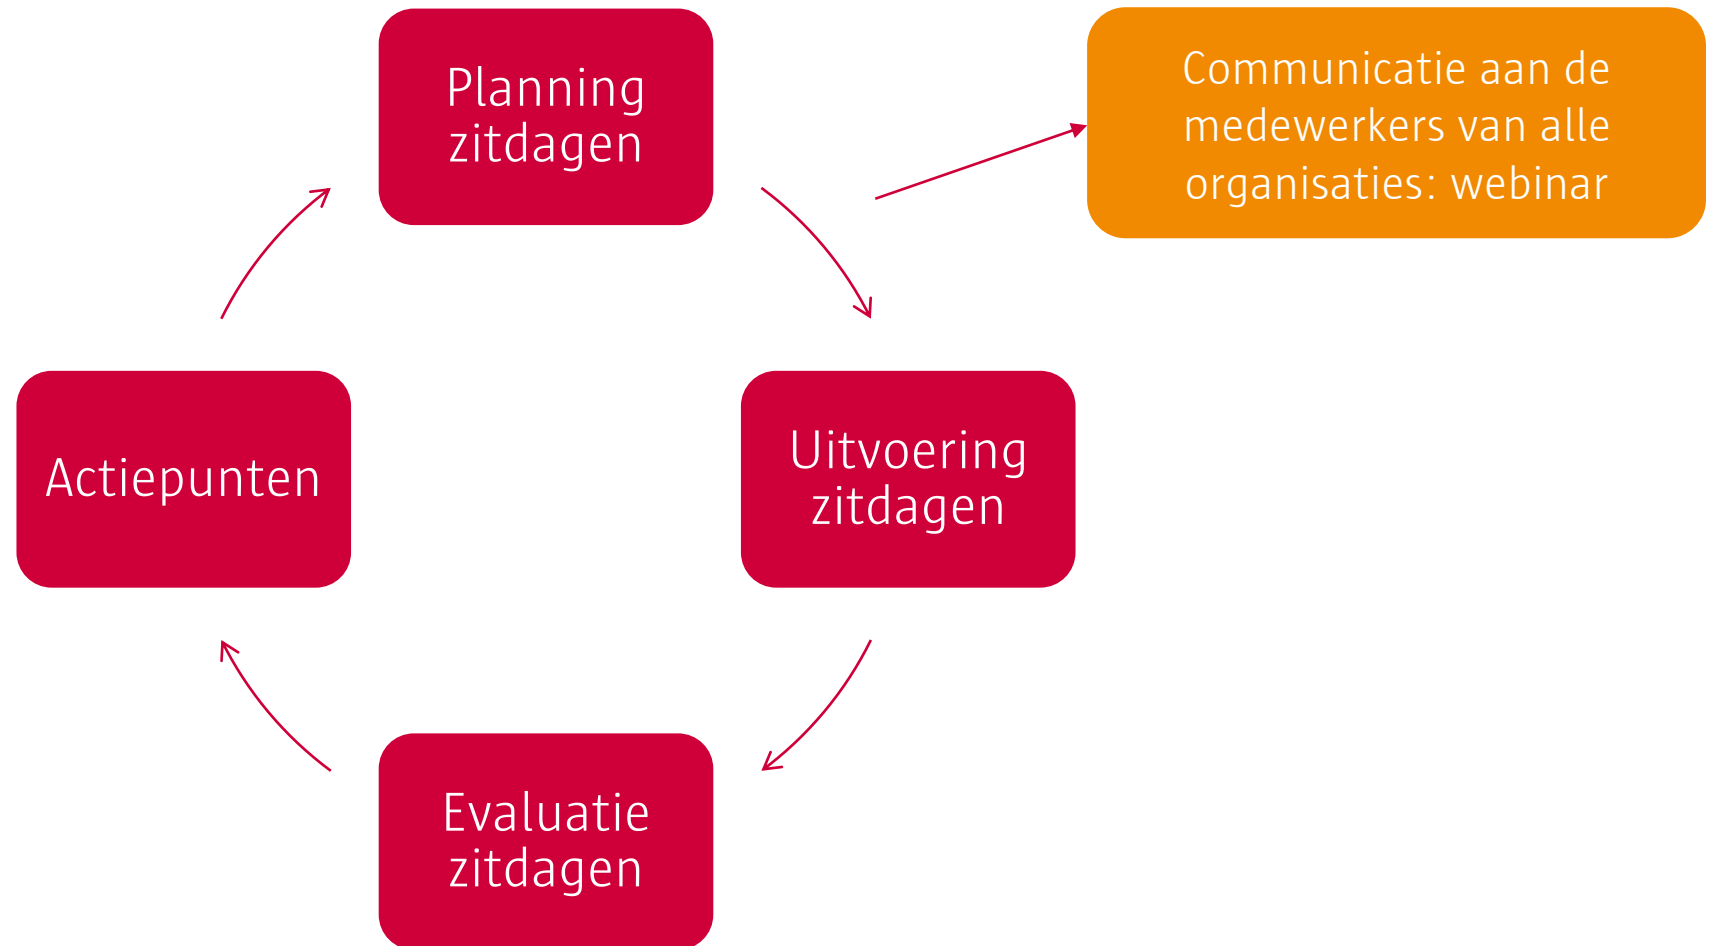 Planning
zitdagen
Communicatie aan de
medewerkers van alle
organisaties: webinar
Actiepunten
Uitvoering
zitdagen
Evaluatie
zitdagen